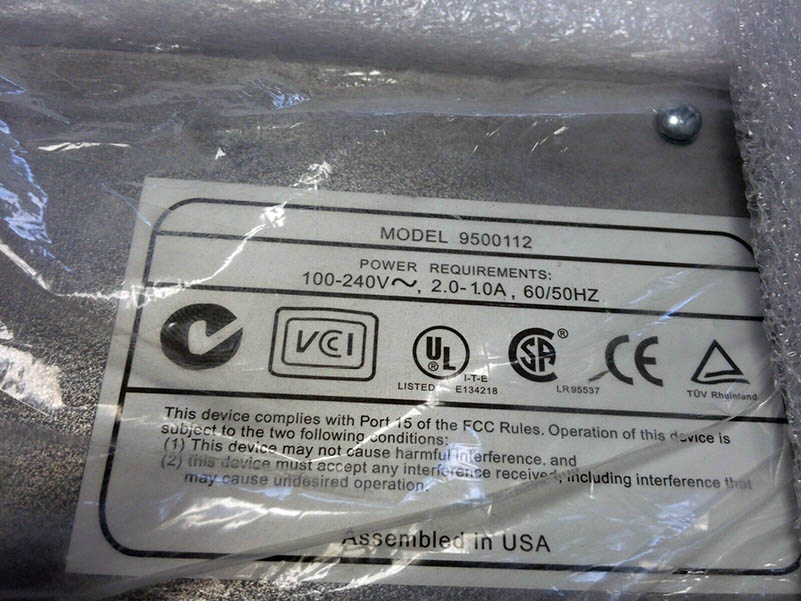 MODEL 9500112
POWER REQUIREMENTS:
100-240V~, 2.0-1.0A, 60/50HZ
VCCI UL ® SA ® CE △
LISTED I-T-E E134218 LR95537 TÜV Rheinland
This device complies with Port 15 of the FCC Rules. Operation of this device is
subject to the two following conditions:
(1) This device may not cause harmful interference, and
(2) this device must accept any interference received, including interference that
may cause undesired operation.
Assembled in USA